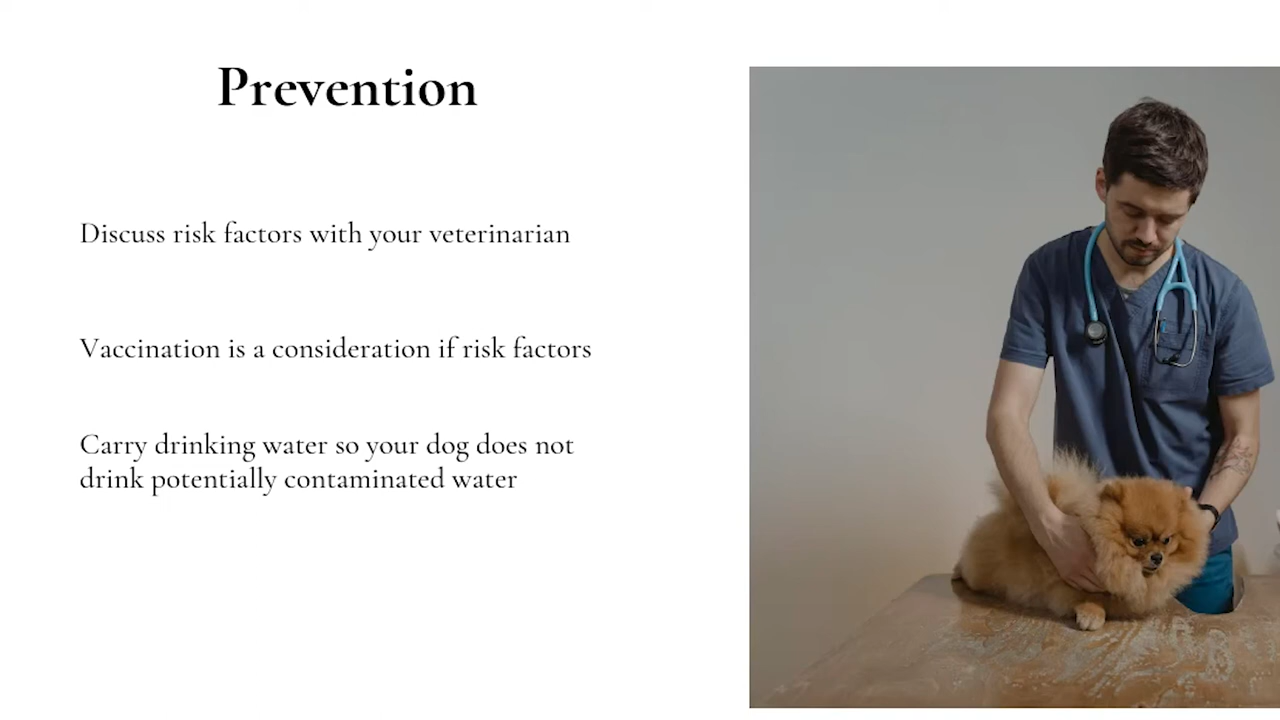 Prevention
Discuss risk factors with your veterinarian
Vaccination is a consideration if risk factors
Carry drinking water so your dog does not
drink potentially contaminated water